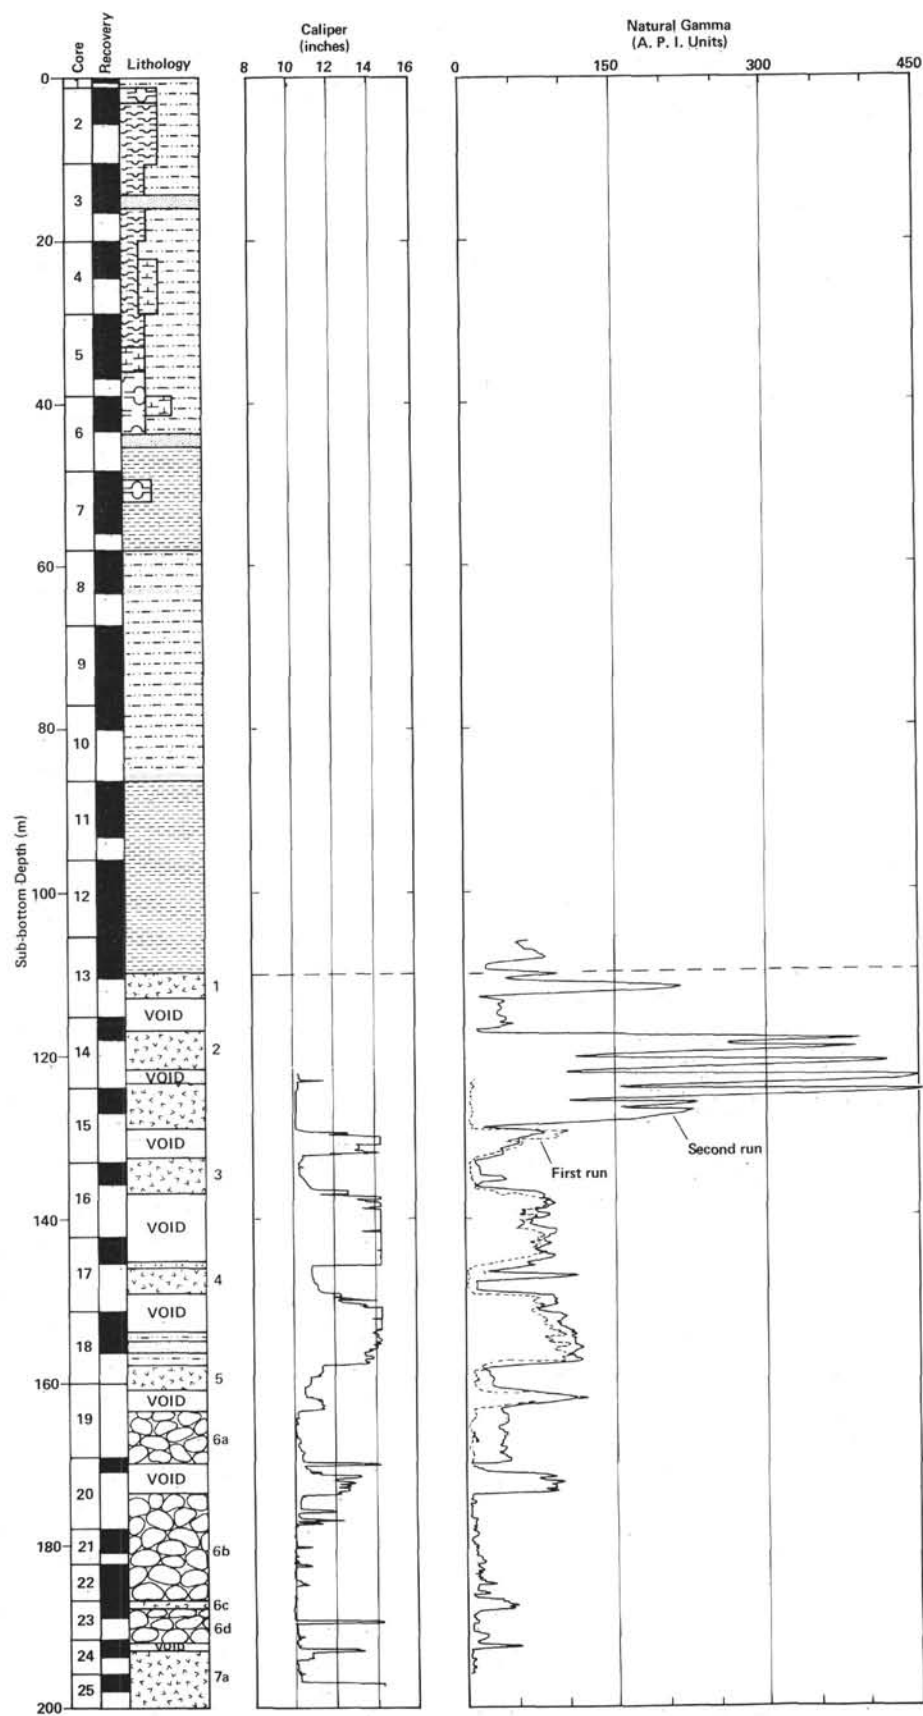 Caliper
(inches)
Natural Gamma
(A. P. I. Units)
Core
Recovery
Lithology
8 10 12 14 16
0 150 300 450
0
2
3
20
4
5
40
6
7
60
8
9
80
10
11
Sub-bottom Depth (m)
100
12
13
1
VOID
14
2
120
VOID
15
VOID
Second run
First run
3
16
140
VOID
17
4
VOID
18
5
160
VOID
19
6a
VOID
20
180
21
6b
22
6c
23
6d
VOID
24
7a
25
200